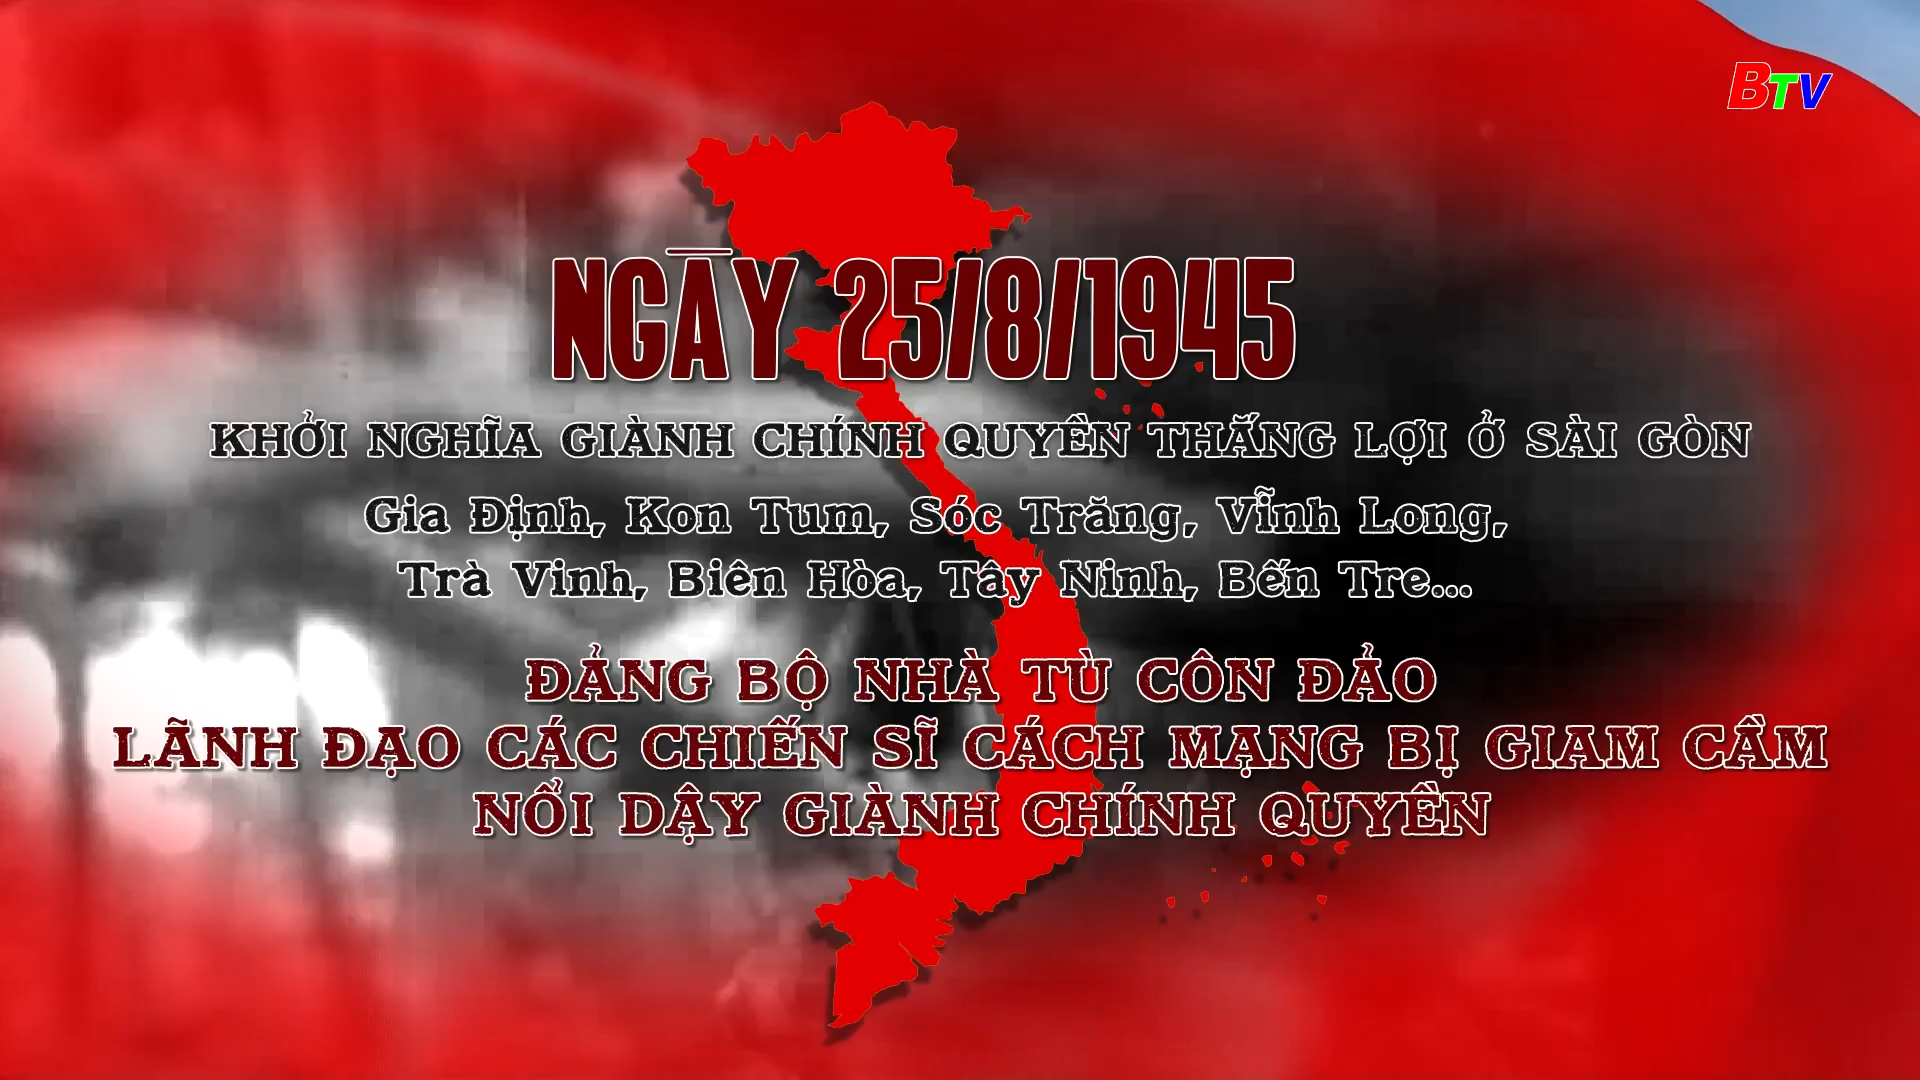 BTV
NGÀY 25/8/1945
KHỞI NGHĨA GIÀNH CHÍNH QUYỀN THẮNG LỢI Ở SÀI GÒN
Gia Định, Kon Tum, Sóc Trăng, Vĩnh Long,
Trà Vinh, Biên Hòa, Tây Ninh, Bến Tre...
ĐẢNG BỘ NHÀ TÙ CÔN ĐẢO
LÃNH ĐẠO CÁC CHIẾN SĨ CÁCH MẠNG BỊ GIAM CẦM
NỔI DẬY GIÀNH CHÍNH QUYỀN